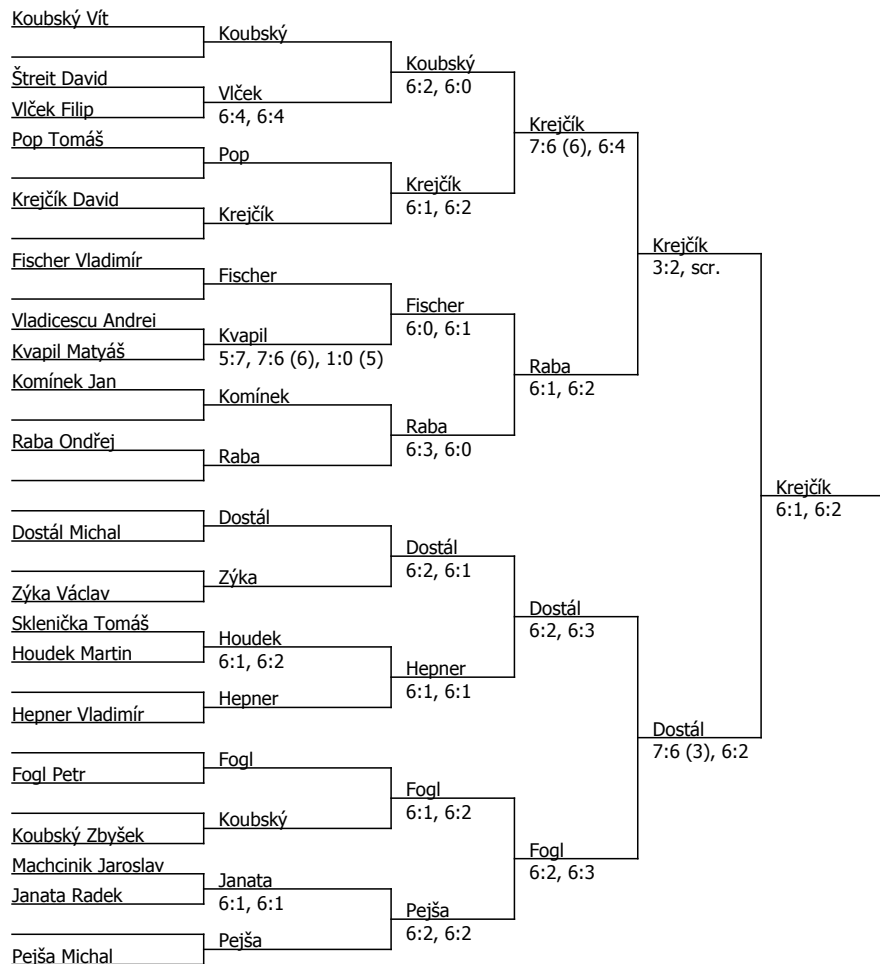 Koubský Vít
Štreit David
Vlček Filip
Pop Tomáš
Krejčík David
Fischer Vladimír
Vladicescu Andrei
Kvapil Matyáš
Komínek Jan
Raba Ondřej
Dostál Michal
Zýka Václav
Sklenička Tomáš
Houdek Martin
Hepner Vladimír
Fogl Petr
Koubský Zbyšek
Machcinik Jaroslav
Janata Radek
Pejša Michal
Koubský
Vlček
6:4, 6:4
Pop
Krejčík
Fischer
Kvapil
5:7, 7:6 (6), 1:0 (5)
Komínek
Raba
Dostál
Zýka
Houdek
6:1, 6:2
Hepner
Fogl
Koubský
Janata
6:1, 6:1
Pejša
Koubský
6:2, 6:0
Krejčík
6:1, 6:2
Fischer
6:0, 6:1
Raba
6:3, 6:0
Dostál
6:2, 6:1
Hepner
6:1, 6:1
Fogl
6:1, 6:2
Pejša
6:2, 6:2
Krejčík
7:6 (6), 6:4
Raba
6:1, 6:2
Dostál
6:2, 6:3
Fogl
6:2, 6:3
Krejčík
3:2, scr.
Dostál
7:6 (3), 6:2
Krejčík
6:1, 6:2